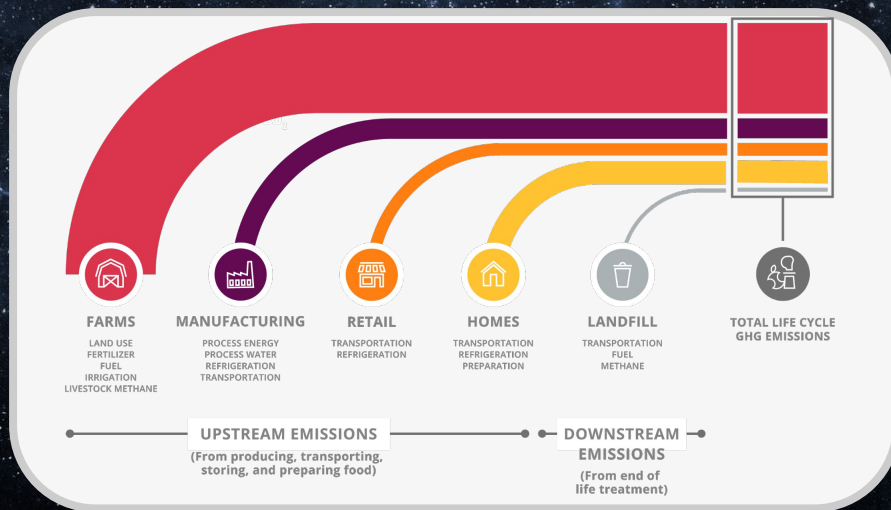 FARMS
LAND USE
FERTILIZER
FUEL
IRRIGATION
LIVESTOCK METHANE
MANUFACTURING
PROCESS ENERGY
PROCESS WATER
REFRIGERATION
TRANSPORTATION
RETAIL
TRANSPORTATION
REFRIGERATION
HOMES
TRANSPORTATION
REFRIGERATION
PREPARATION
LANDFILL
TRANSPORTATION
FUEL
METHANE
TOTAL LIFE CYCLE
GHG EMISSIONS
UPSTREAM EMISSIONS
(From producing, transporting,
storing, and preparing food)
DOWNSTREAM
EMISSIONS
(From end of
life treatment)